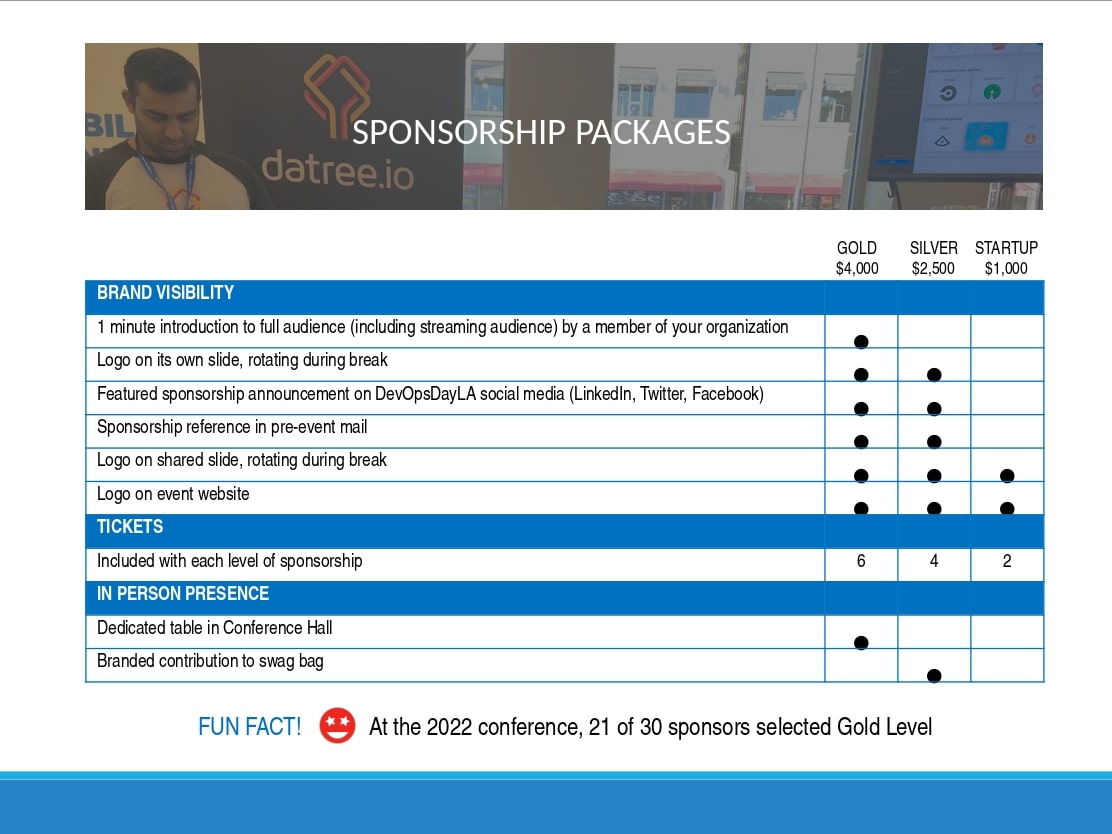 BIL
datree.io
SPONSORSHIP PACKAGES
GOLD SILVER STARTUP
$4,000 $2,500 $1,000
BRAND VISIBILITY
1 minute introduction to full audience (including streaming audience) by a member of your organization
Logo on its own slide, rotating during break
Featured sponsorship announcement on DevOpsDayLA social media (LinkedIn, Twitter, Facebook)
Sponsorship reference in pre-event mail
Logo on shared slide, rotating during break
Logo on event website
TICKETS
Included with each level of sponsorship 6 4 2
IN PERSON PRESENCE
Dedicated table in Conference Hall
Branded contribution to swag bag
FUN FACT! At the 2022 conference, 21 of 30 sponsors selected Gold Level